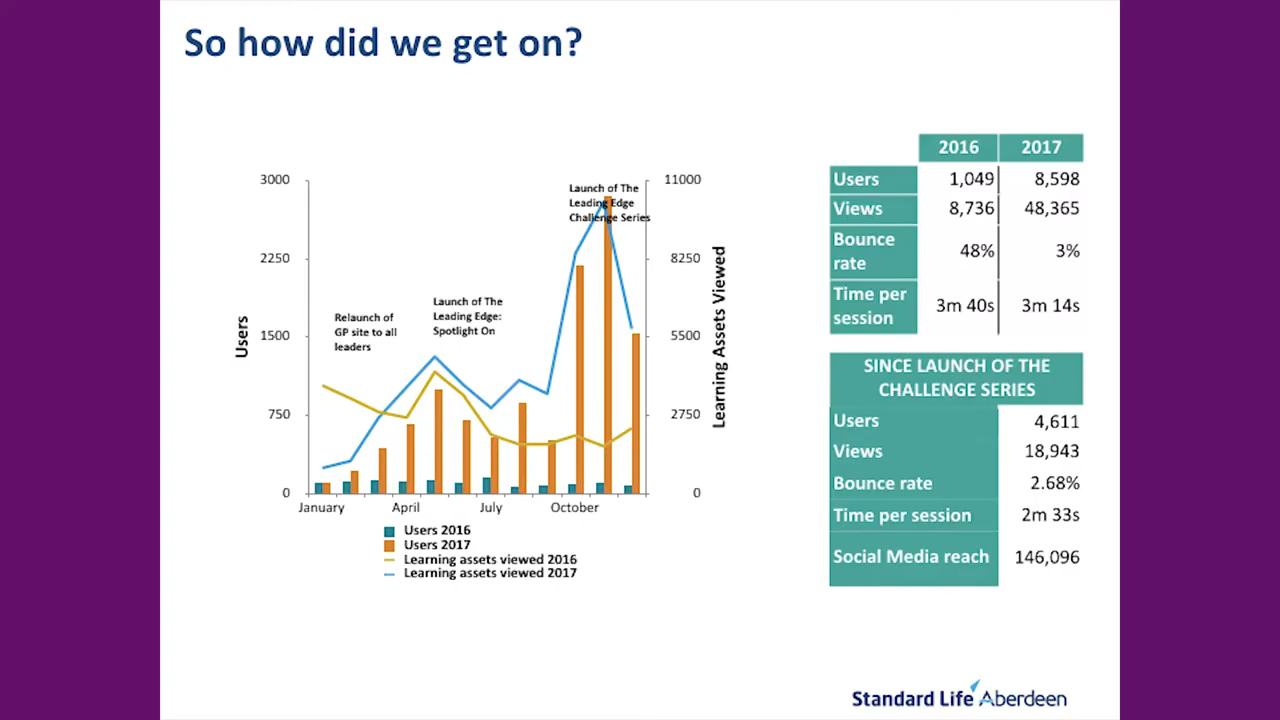 So how did we get on?
3000
2250
1500
750
0
Users
11000
8250
5500
2750
0
Learning Assets Viewed
Relaunch of
GP site to all
leaders
Launch of The
Leading Edge:
Spotlight On
Launch of The
Leading Edge
Challenge Series
January April July October
Users 2016
Users 2017
Learning assets viewed 2016
Learning assets viewed 2017
2016 2017
Users 1,049 8,598
Views 8,736 48,365
Bounce
rate 48% 3%
Time per
session 3m 40s 3m 14s
SINCE LAUNCH OF THE
CHALLENGE SERIES
Users 4,611
Views 18,943
Bounce rate 2.68%
Time per session 2m 33s
Social Media reach 146,096
Standard Life Aberdeen